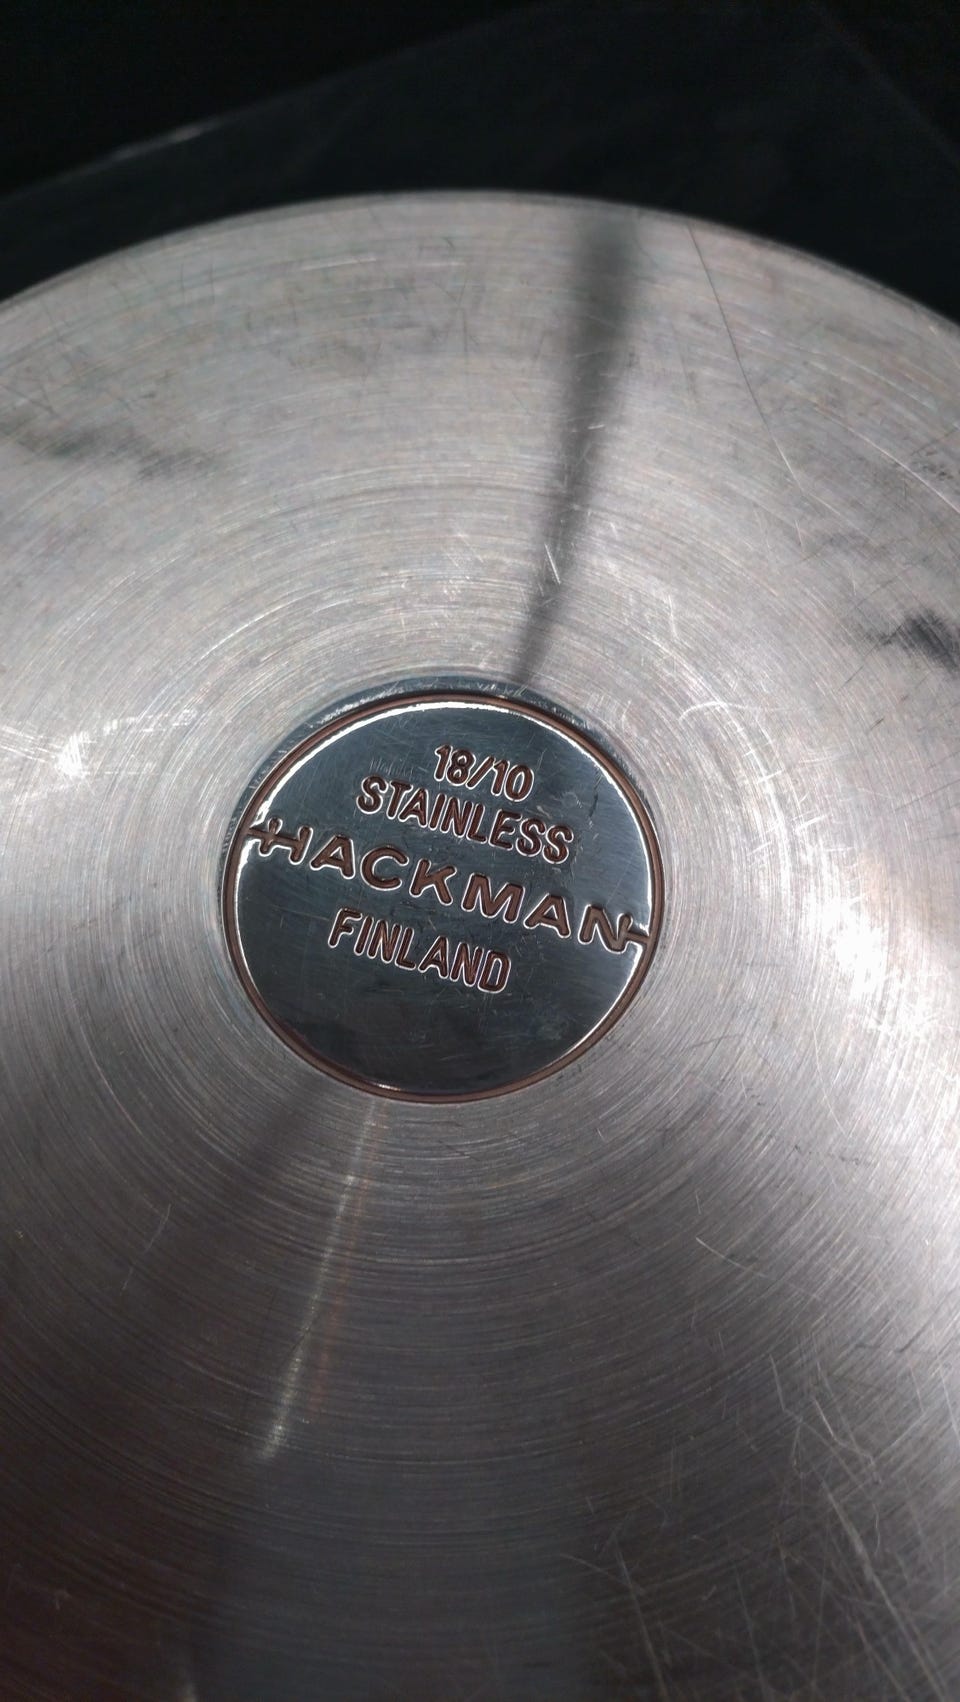 18/10
STAINLESS
HACKMAN
FINLAND